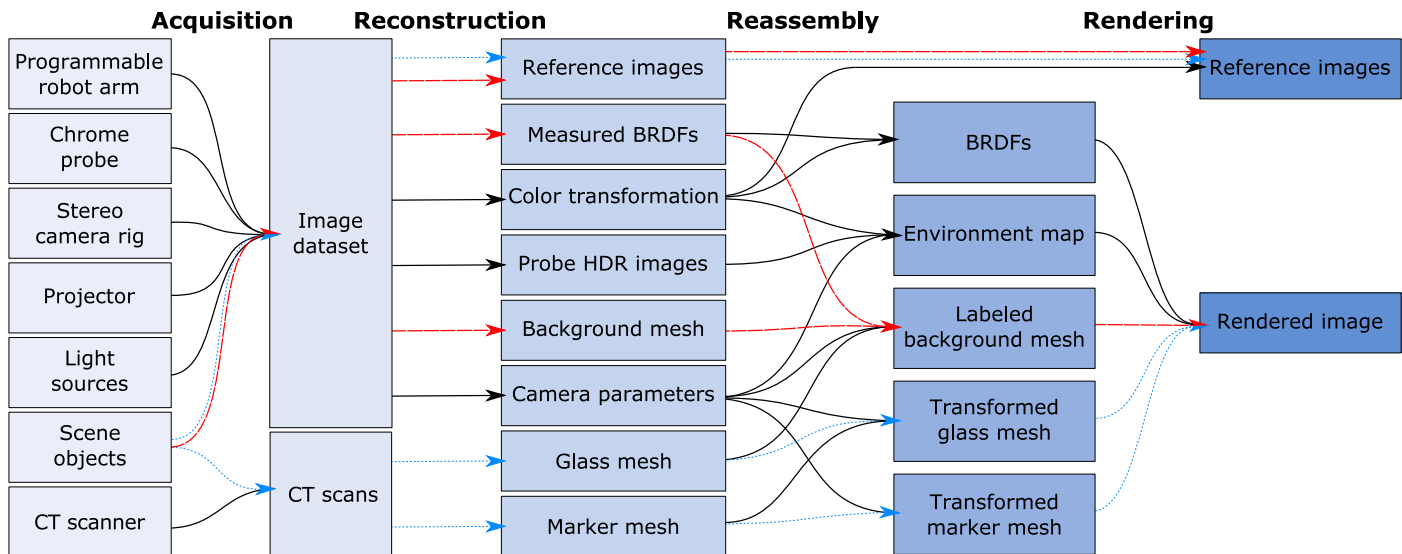 Acquisition
Reconstruction
Reassembly
Rendering
Programmable
robot arm
Chrome
probe
Stereo
camera rig
Projector
Light
sources
Scene
objects
CT scanner
Image
dataset
CT scans
Reference images
Measured BRDFs
Color transformation
Probe HDR images
Background mesh
Camera parameters
Glass mesh
Marker mesh
BRDFs
Environment map
Labeled
background mesh
Transformed
glass mesh
Transformed
marker mesh
Reference images
Rendered image